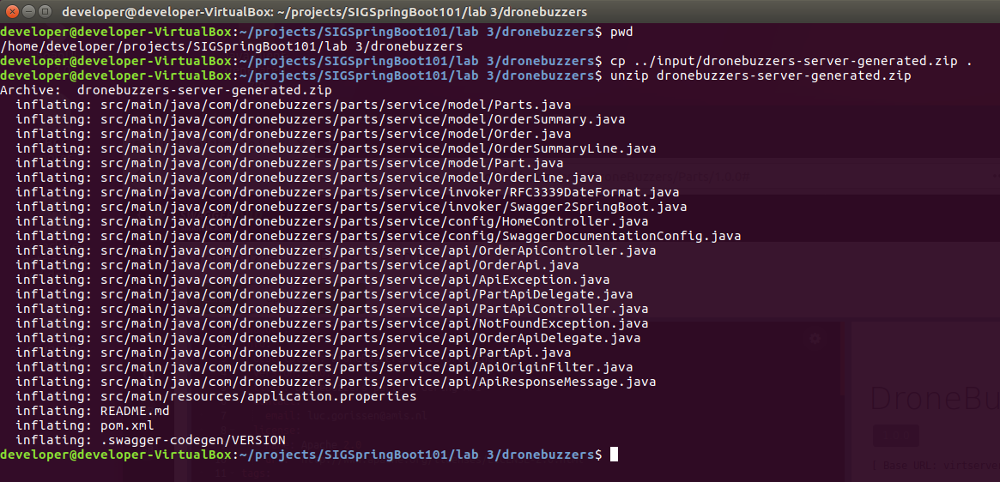 developer@developer-VirtualBox: ~/projects/SIGSpringBoot101/lab 3/dronebuzzers
developer@developer-VirtualBox:~/projects/SIGSpringBoot101/lab 3/dronebuzzers$ pwd
/home/developer/projects/SIGSpringBoot101/lab 3/dronebuzzers
developer@developer-VirtualBox:~/projects/SIGSpringBoot101/lab 3/dronebuzzers$ cp ../input/dronebuzzers-server-generated.zip .
developer@developer-VirtualBox:~/projects/SIGSpringBoot101/lab 3/dronebuzzers$ unzip dronebuzzers-server-generated.zip
Archive:  dronebuzzers-server-generated.zip
  inflating: src/main/java/com/dronebuzzers/parts/service/model/Parts.java
  inflating: src/main/java/com/dronebuzzers/parts/service/model/OrderSummary.java
  inflating: src/main/java/com/dronebuzzers/parts/service/model/Order.java
  inflating: src/main/java/com/dronebuzzers/parts/service/model/OrderSummaryLine.java
  inflating: src/main/java/com/dronebuzzers/parts/service/model/Part.java
  inflating: src/main/java/com/dronebuzzers/parts/service/model/OrderLine.java
  inflating: src/main/java/com/dronebuzzers/parts/service/invoker/RFC3339DateFormat.java
  inflating: src/main/java/com/dronebuzzers/parts/service/invoker/Swagger2SpringBoot.java
  inflating: src/main/java/com/dronebuzzers/parts/service/config/HomeController.java
  inflating: src/main/java/com/dronebuzzers/parts/service/config/SwaggerDocumentationConfig.java
  inflating: src/main/java/com/dronebuzzers/parts/service/api/OrderApiController.java
  inflating: src/main/java/com/dronebuzzers/parts/service/api/OrderApi.java
  inflating: src/main/java/com/dronebuzzers/parts/service/api/ApiException.java
  inflating: src/main/java/com/dronebuzzers/parts/service/api/PartApiDelegate.java
  inflating: src/main/java/com/dronebuzzers/parts/service/api/PartApiController.java
  inflating: src/main/java/com/dronebuzzers/parts/service/api/NotFoundException.java
  inflating: src/main/java/com/dronebuzzers/parts/service/api/OrderApiDelegate.java
  inflating: src/main/java/com/dronebuzzers/parts/service/api/PartApi.java
  inflating: src/main/java/com/dronebuzzers/parts/service/api/ApiOriginFilter.java
  inflating: src/main/java/com/dronebuzzers/parts/service/api/ApiResponseMessage.java
  inflating: src/main/resources/application.properties
  inflating: README.md
  inflating: pom.xml
  inflating: .swagger-codegen/VERSION
developer@developer-VirtualBox:~/projects/SIGSpringBoot101/lab 3/dronebuzzers$
DroneBu
Base URL: